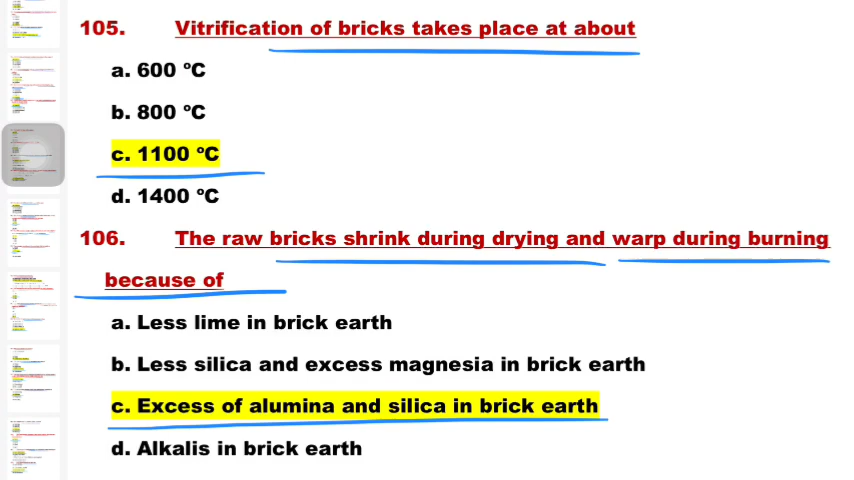 105. Vitrification of bricks takes place at about
a. 600 ºC
b. 800 ºC
c. 1100 ºC
d. 1400 ºC
106. The raw bricks shrink during drying and warp during burning
because of
a. Less lime in brick earth
b. Less silica and excess magnesia in brick earth
c. Excess of alumina and silica in brick earth
d. Alkalis in brick earth